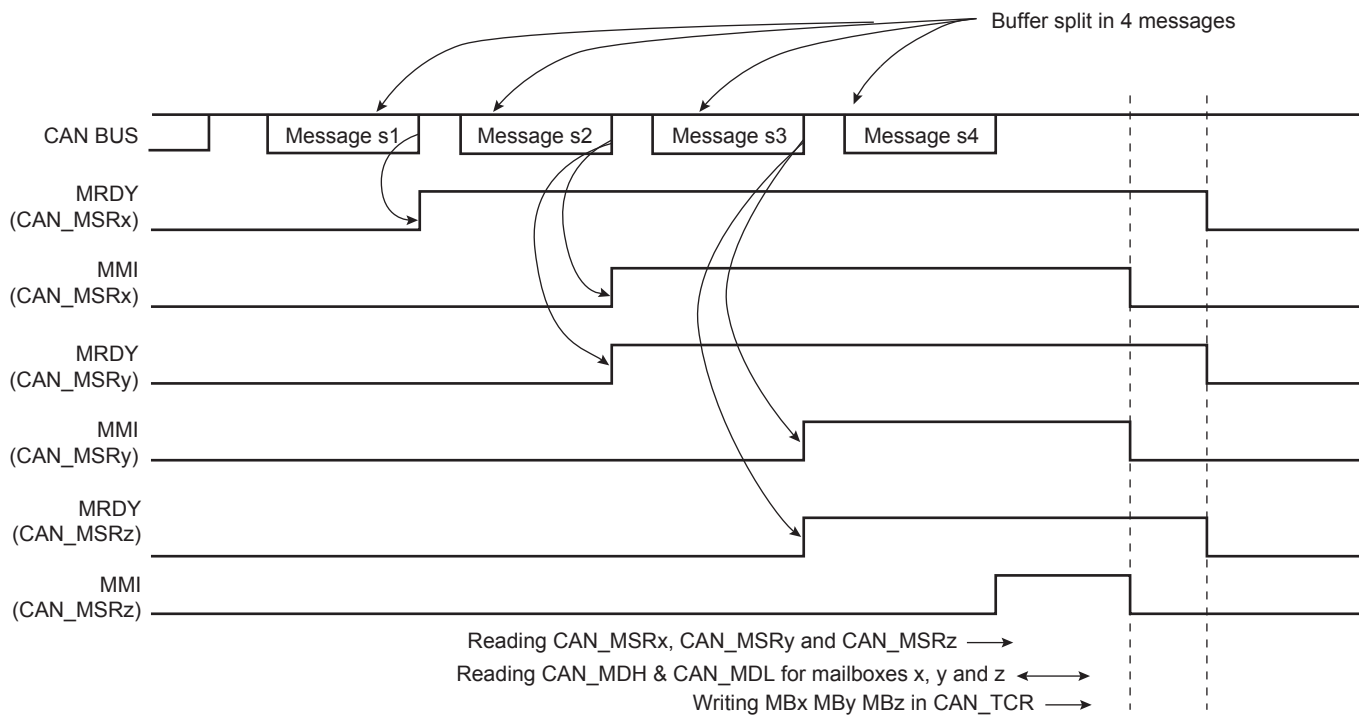 Buffer split in 4 messages
CAN BUS
Message s1
Message s2
Message s3
Message s4
MRDY
(CAN_MSRx)
MMI
(CAN_MSRx)
MRDY
(CAN_MSRy)
MMI
(CAN_MSRy)
MRDY
(CAN_MSRz)
MMI
(CAN_MSRz)
Reading CAN_MSRx, CAN_MSRy and CAN_MSRz
Reading CAN_MDH & CAN_MDL for mailboxes x, y and z
Writing MBx MBy MBz in CAN_TCR